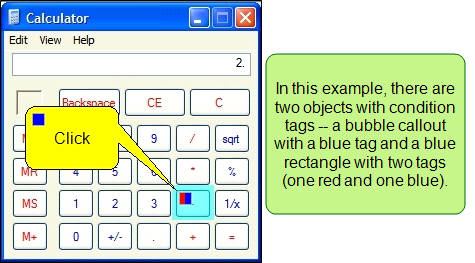 Calculator
Edit View Help
2.
Backspace CE C
9 / sqrt
Click
MR 4 5 6 * %
MS 1 2 3 1/x
M+ 0 +/- . + =
In this example, there are
two objects with condition
tags -- a bubble callout
with a blue tag and a blue
rectangle with two tags
(one red and one blue).